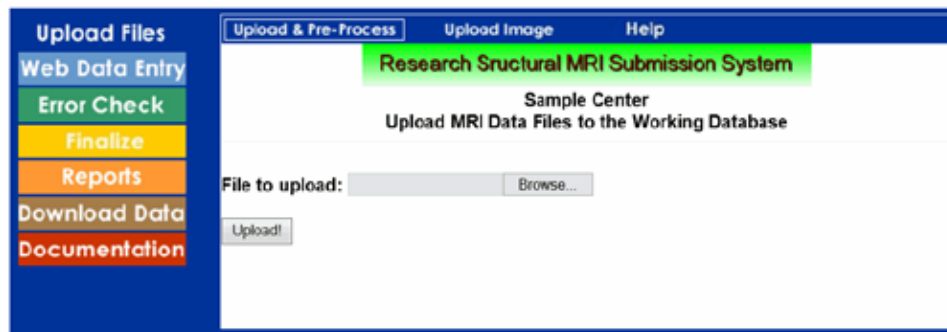 Upload Files
Web Data Entry
Error Check
Finalize
Reports
Download Data
Documentation
Upload & Pre-Process Upload Image Help
Research Sructural MRI Submission System
Sample Center
Upload MRI Data Files to the Working Database
File to upload: Browse...
Upload!